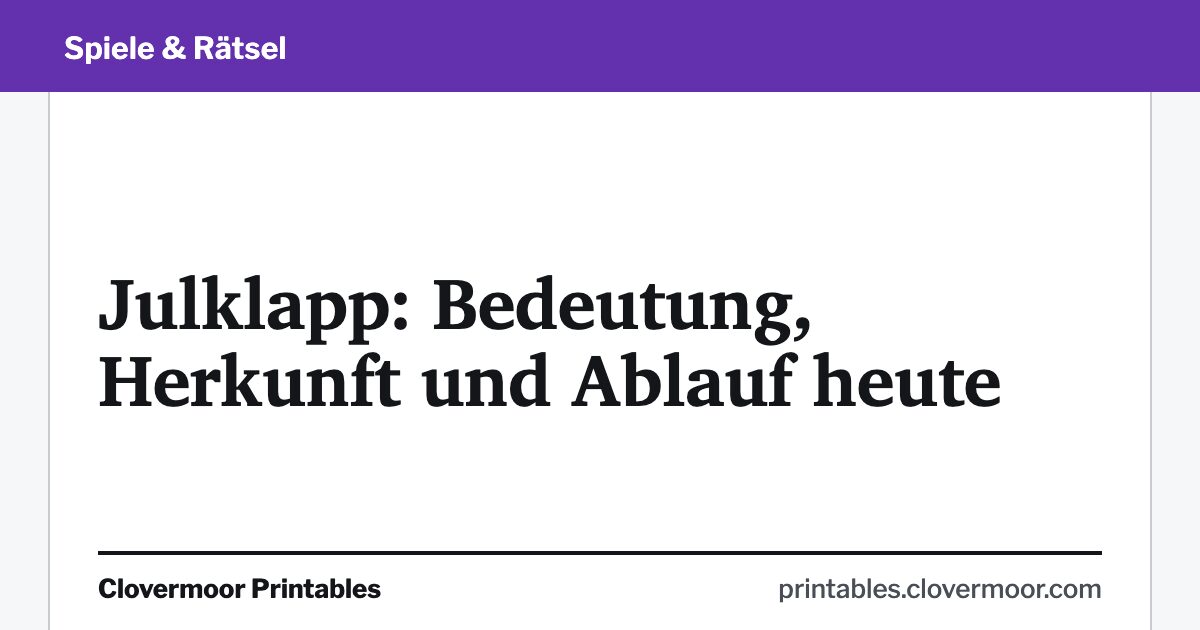 Spiele & Rätsel
Julklapp: Bedeutung,
Herkunft und Ablauf heute
Clovermoor Printables
printables.clovermoor.com